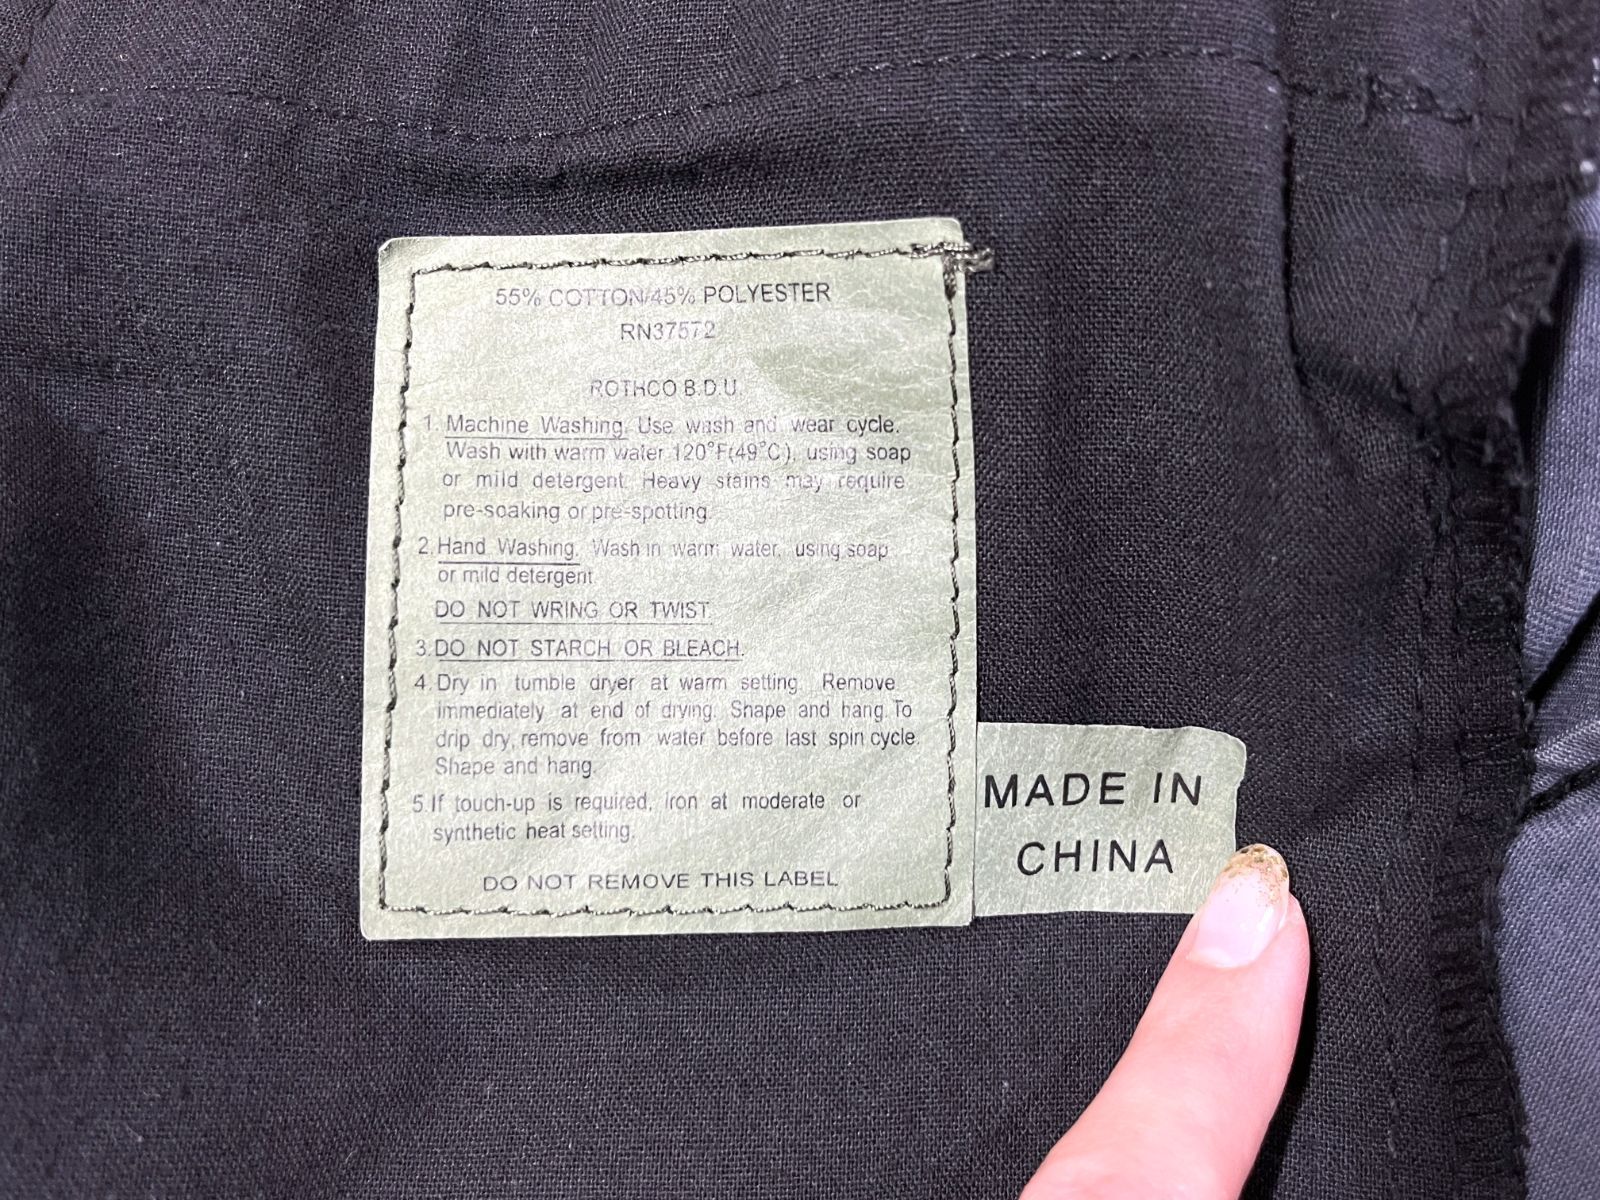 55% COTTON/45% POLYESTER
RN37572
ROTHCO B.D.U.
1. Machine Washing. Use wash and wear cycle.
Wash with warm water 120°F(49°C), using soap
or mild detergent. Heavy stains may require
pre-soaking or pre-spotting.
2. Hand Washing. Wash in warm water, using soap
or mild detergent.
DO NOT WRING OR TWIST.
3. DO NOT STARCH OR BLEACH.
4. Dry in tumble dryer at warm setting. Remove
immediately at end of drying. Shape and hang. To
drip dry, remove from water before last spin cycle.
Shape and hang.
5. If touch-up is required, iron at moderate or
synthetic heat setting.
DO NOT REMOVE THIS LABEL
MADE IN
CHINA